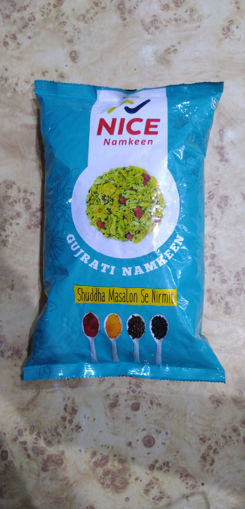 NICE
Namkeen
GUJRATI NAMKEEN
Shuddha Masalon Se Nirmit